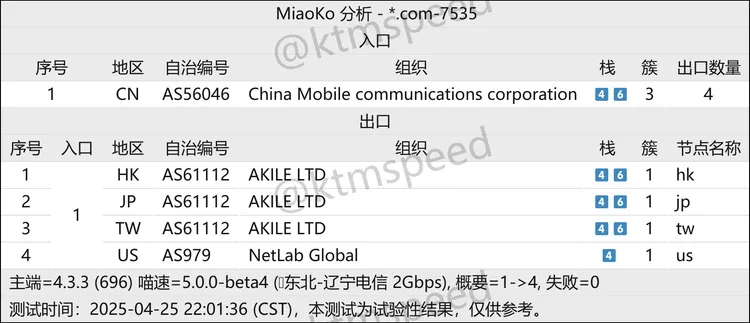 MiaoKo 分析 - *.com-7535
入口
序号 地区 自治编号 组织 栈 簇 出口数量
1 CN AS56046 China Mobile communications corporation 4 6 3 4
出口
序号 入口 地区 自治编号 组织 栈 簇 节点名称
1 HK AS61112 AKILE LTD 4 6 1 hk
2 JP AS61112 AKILE LTD 4 6 1 jp
1
3 TW AS61112 AKILE LTD 4 6 1 tw
4 US AS979 NetLab Global 4 1 us
主端=4.3.3 (696) 喵速=5.0.0-beta4 (东北-辽宁电信 2Gbps), 概要=1->4, 失败=0
测试时间：2025-04-25 22:01:36 (CST)，本测试为试验性结果，仅供参考。
@ktmspeed
@ktmspeed